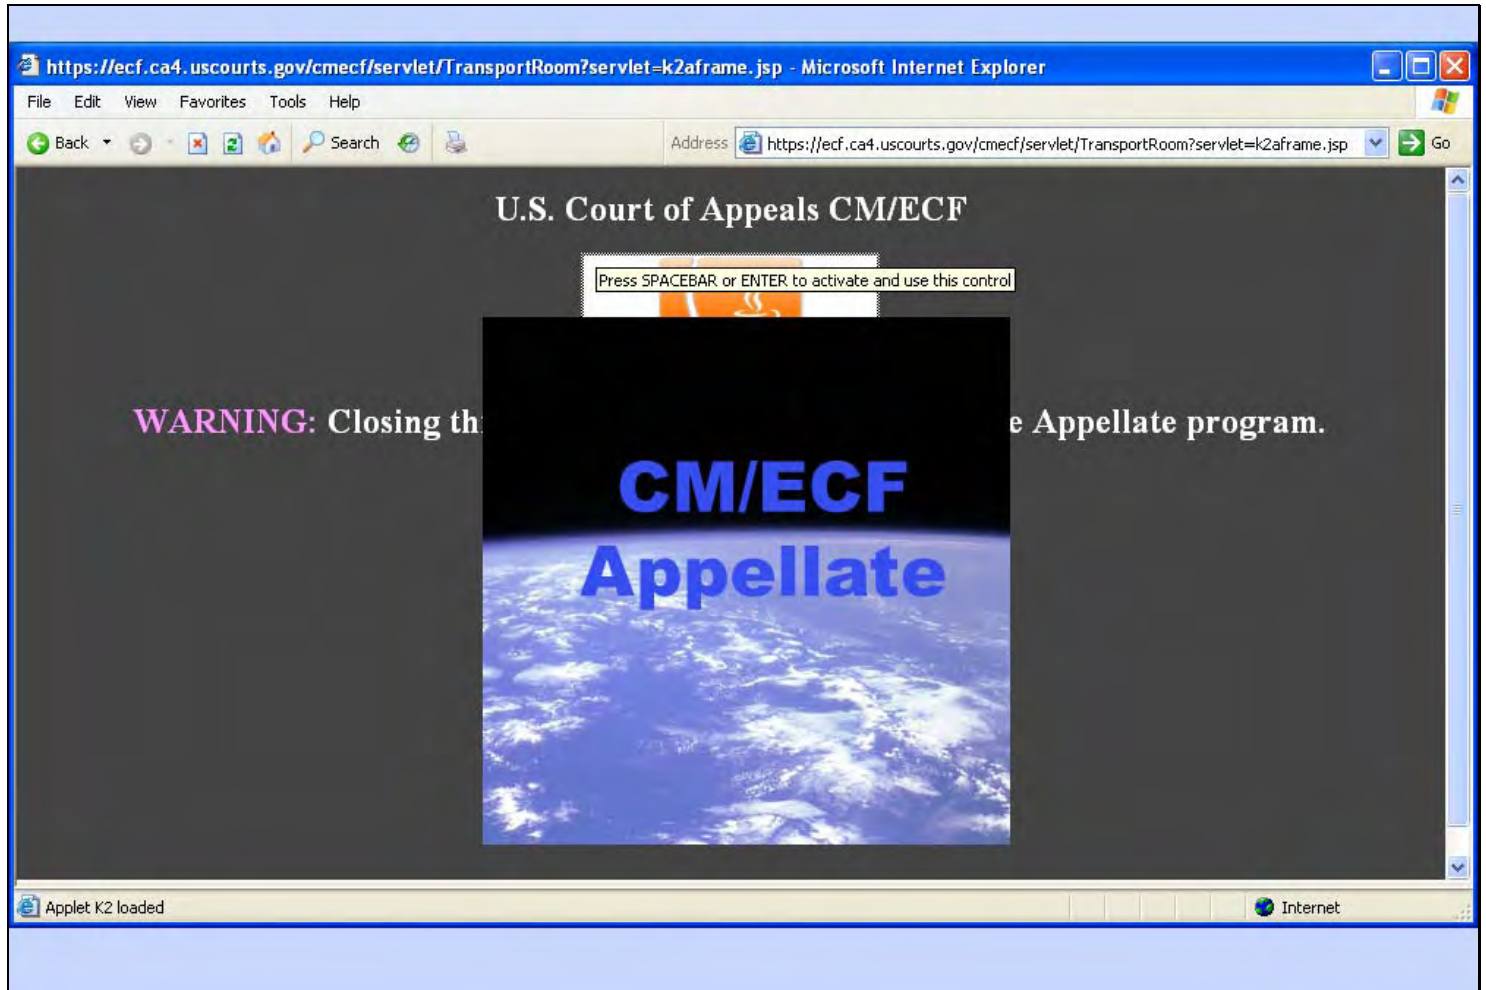 https://ecf.ca4.uscourts.gov/cmecf/servlet/TransportRoom?servlet=k2aframe.jsp - Microsoft Internet Explorer
File Edit View Favorites Tools Help
Back Search Address https://ecf.ca4.uscourts.gov/cmecf/servlet/TransportRoom?servlet=k2aframe.jsp Go
U.S. Court of Appeals CM/ECF
Press SPACEBAR or ENTER to activate and use this control
WARNING: Closing thi e Appellate program.
CM/ECF
Appellate
Applet K2 loaded Internet